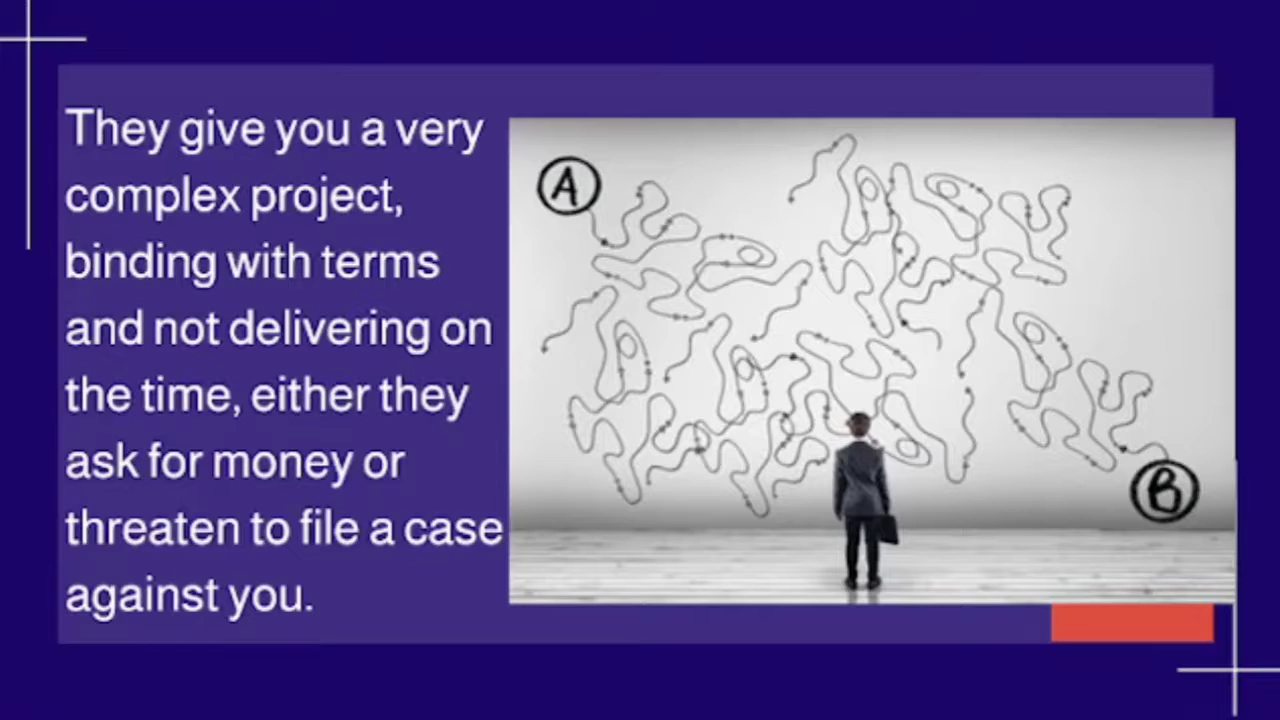 They give you a very
complex project,
binding with terms
and not delivering on
the time, either they
ask for money or
threaten to file a case
against you.
A
B